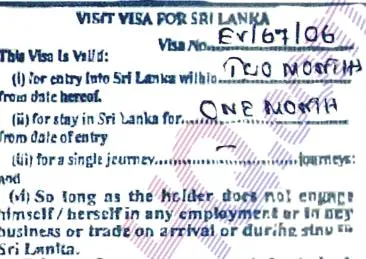 VISIT VISA FOR SRI LANKA
Visa No. EV/67/06
This Visa is Valid:
(i) for entry into Sri Lanka within TWO MONTH
from date hereof.
(ii) for stay in Sri Lanka for ONE MONTH
from date of entry
(iii) for a single journey journeys:
and
(vi) So long as the holder does not engage
himself / herself in any employment or in any
business or trade on arrival or during stay in
Sri Lanka.